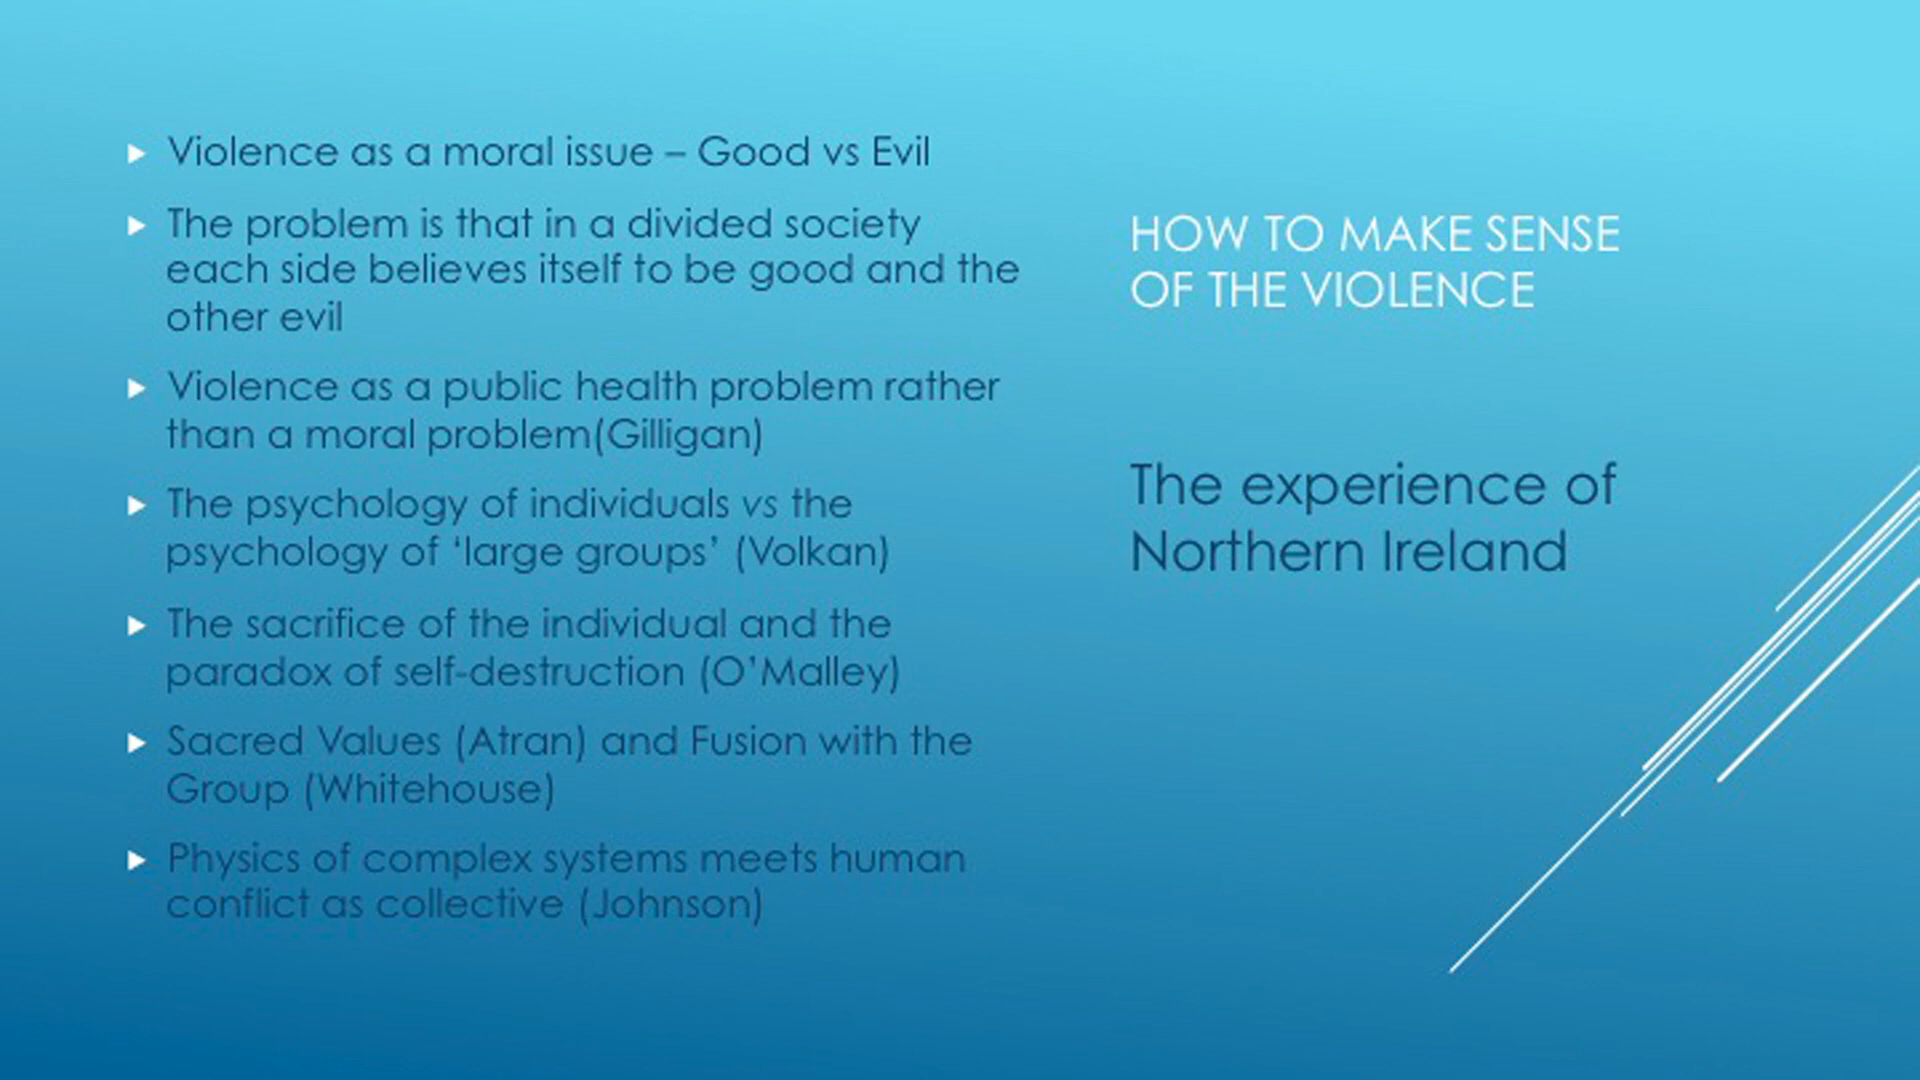 Violence as a moral issue – Good vs Evil
The problem is that in a divided society
each side believes itself to be good and the
other evil
Violence as a public health problem rather
than a moral problem(Gilligan)
The psychology of individuals vs the
psychology of ‘large groups’ (Volkan)
The sacrifice of the individual and the
paradox of self-destruction (O’Malley)
Sacred Values (Atran) and Fusion with the
Group (Whitehouse)
Physics of complex systems meets human
conflict as collective (Johnson)
HOW TO MAKE SENSE
OF THE VIOLENCE
The experience of
Northern Ireland